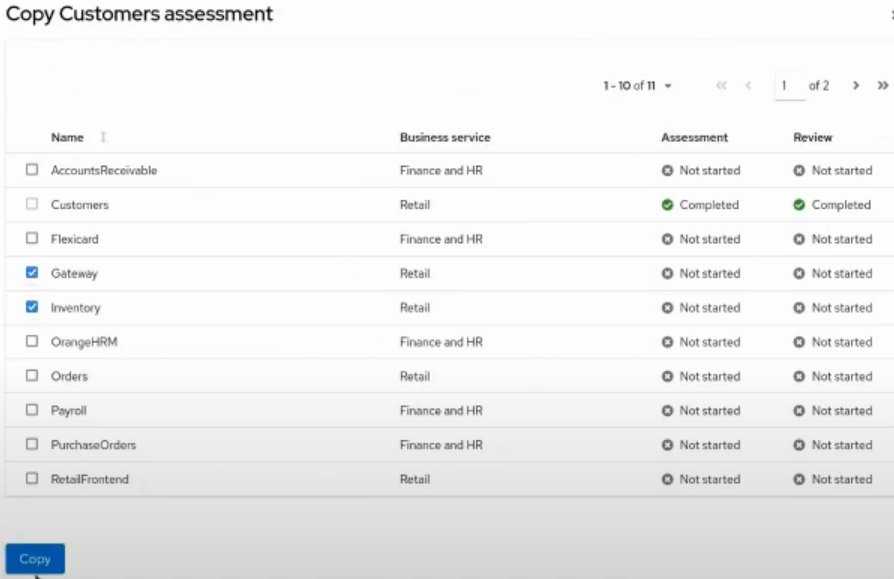 Copy Customers assessment
1 - 10 of 11
1 of 2
Name Business service Assessment Review
AccountsReceivable Finance and HR Not started Not started
Customers Retail Completed Completed
Flexicard Finance and HR Not started Not started
Gateway Retail Not started Not started
Inventory Retail Not started Not started
OrangeHRM Finance and HR Not started Not started
Orders Retail Not started Not started
Payroll Finance and HR Not started Not started
PurchaseOrders Finance and HR Not started Not started
RetailFrontend Retail Not started Not started
Copy